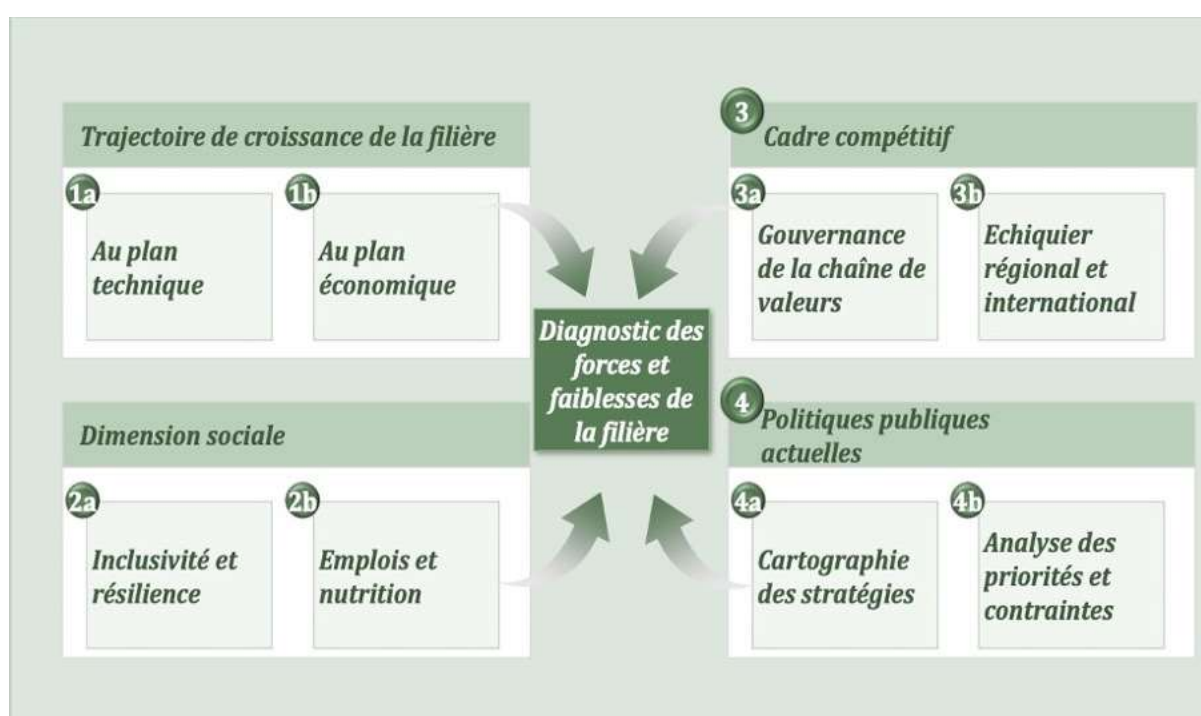 Trajectoire de croissance de la filière
1a
Au plan
technique
1b
Au plan
économique
3
Cadre compétitif
3a
Gouvernance
de la chaîne de
valeurs
3b
Echiquier
régional et
international
Diagnostic des
forces et
faiblesses de
la filière
Dimension sociale
2a
Inclusivité et
résilience
2b
Emplois et
nutrition
4
Politiques publiques
actuelles
4a
Cartographie
des stratégies
4b
Analyse des
priorités et
contraintes